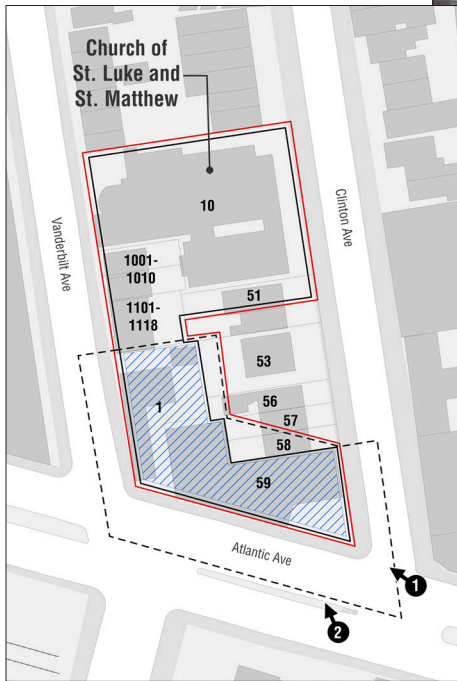 Church of
St. Luke and
St. Matthew
10
Clinton Ave
Vanderbilt Ave
1001-
1010
1101-
1118
51
53
1
56
57
58
59
Atlantic Ave
1
2